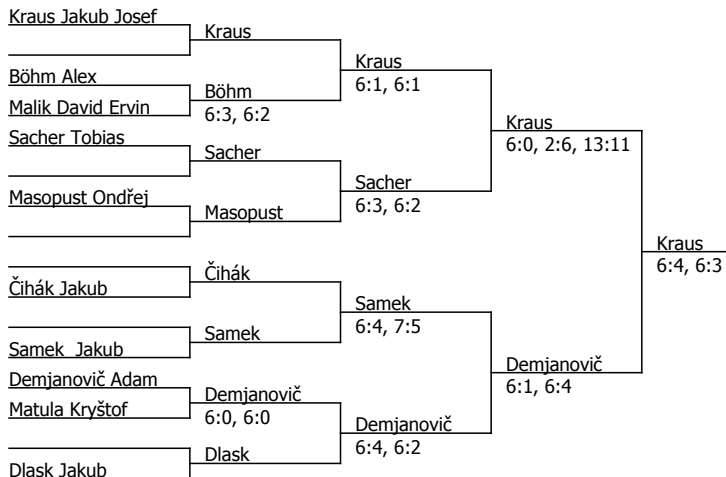 Kraus Jakub Josef
Kraus
Kraus
6:1, 6:1
Böhm Alex
Böhm
Malik David Ervin
6:3, 6:2
Kraus
6:0, 2:6, 13:11
Sacher Tobias
Sacher
Sacher
6:3, 6:2
Masopust Ondřej
Masopust
Kraus
6:4, 6:3
Čihák
Čihák Jakub
Samek
6:4, 7:5
Samek
Samek Jakub
Demjanovič
6:1, 6:4
Demjanovič Adam
Demjanovič
Matula Kryštof
6:0, 6:0
Demjanovič
6:4, 6:2
Dlask
Dlask Jakub